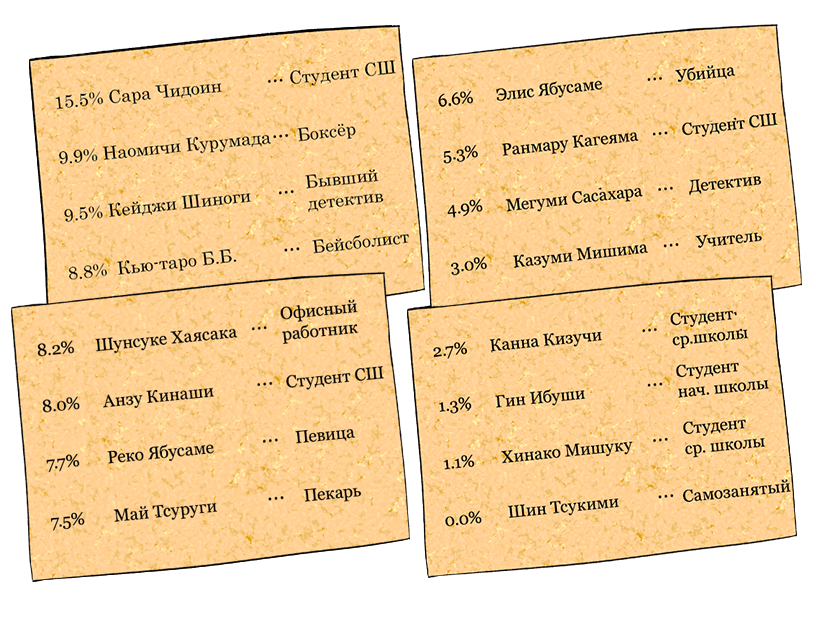 15.5% Сара Чидоин ... Студент СШ
9.9% Наомичи Курумада ... Боксёр
9.5% Кейджи Шиноги ... Бывший
детектив
8.8% Кью-таро Б.Б. ... Бейсболист
6.6% Элис Ябусаме ... Убийца
5.3% Ранмару Кагеяма ... Студент СШ
4.9% Мегуми Сасахара ... Детектив
3.0% Казуми Мишима ... Учитель
8.2% Шунсуке Хаясака ... Офисный
работник
8.0% Анзу Кинаши ... Студент СШ
7.7% Реко Ябусаме ... Певица
7.5% Май Тсуруги ... Пекарь
2.7% Канна Кизучи ... Студент
ср.школы
1.3% Гин Ибуши ... Студент
нач. школы
1.1% Хинако Мишуку ... Студент
ср. школы
0.0% Шин Тсукими ... Самозанятый